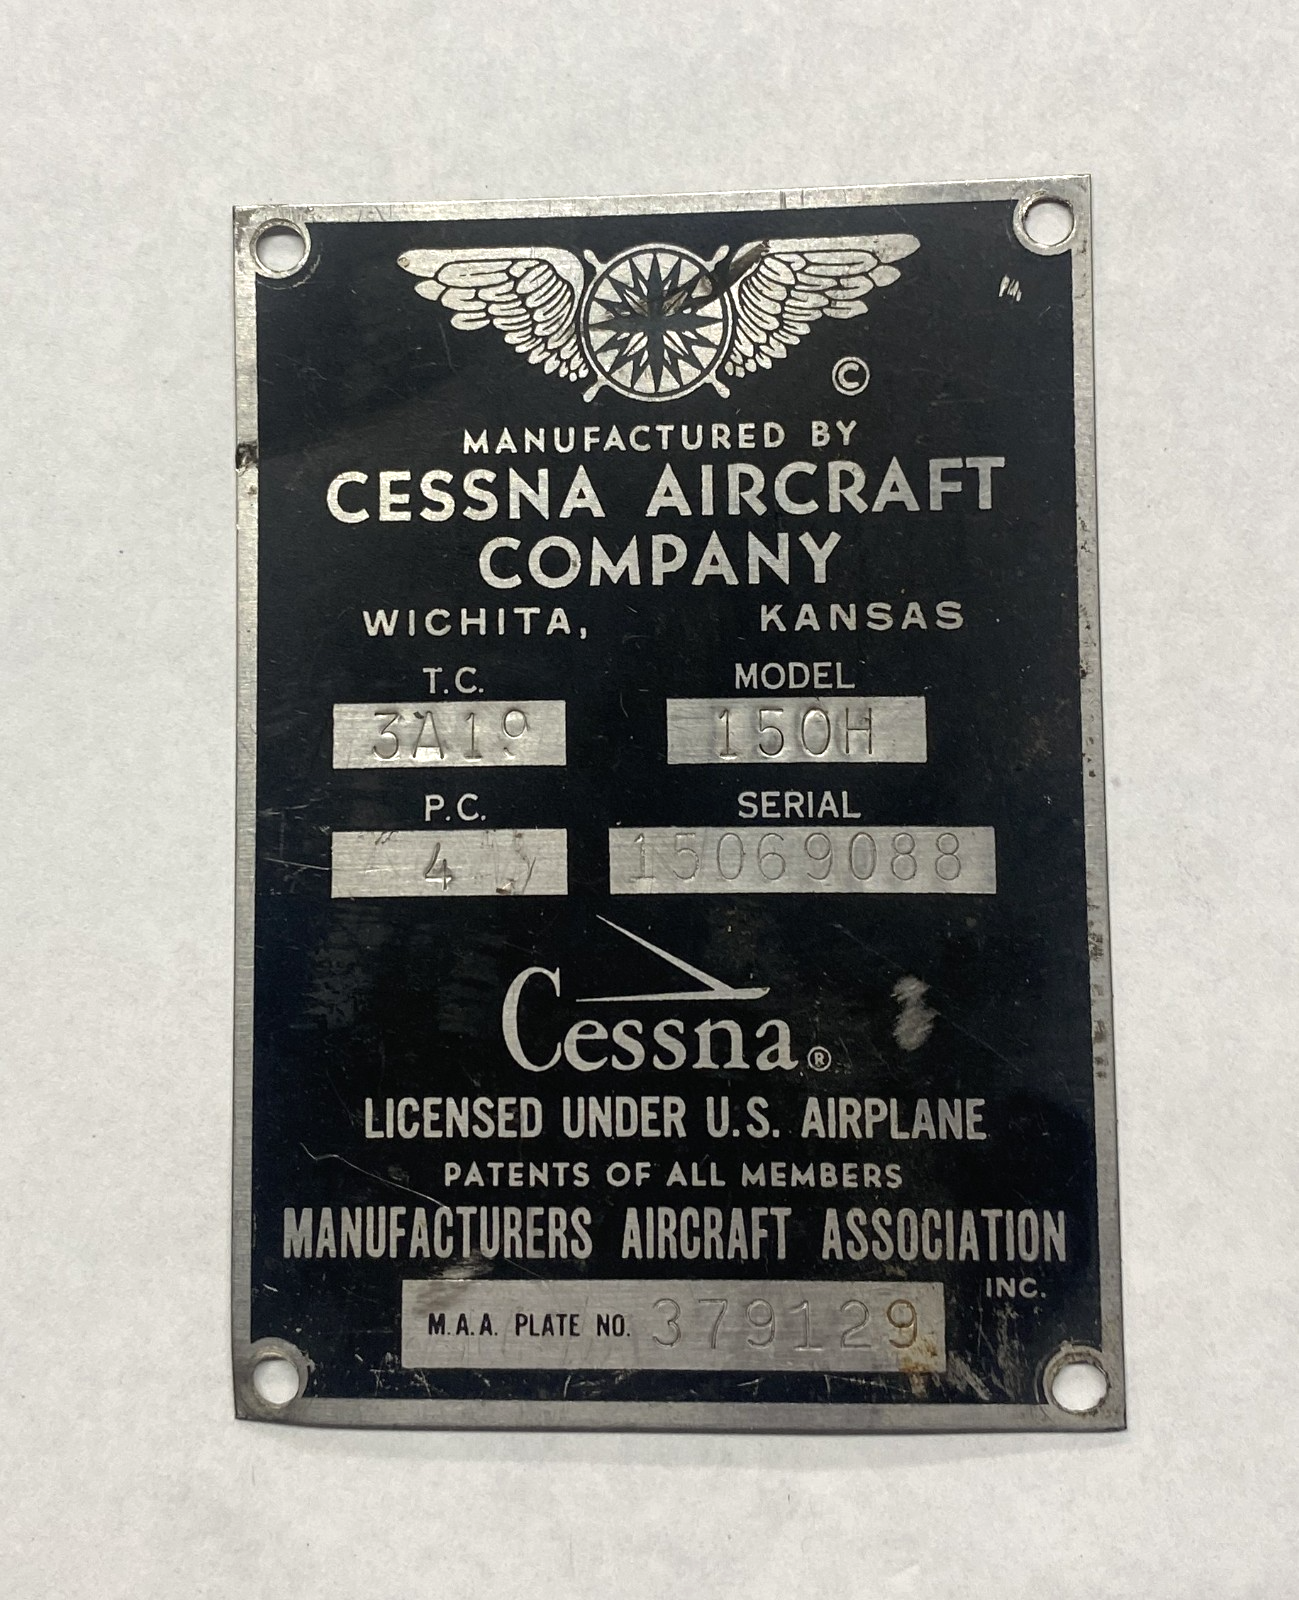 ©
MANUFACTURED BY
CESSNA AIRCRAFT
COMPANY
WICHITA, KANSAS
T.C. MODEL
3A19 150H
P.C. SERIAL
4 15069088
Cessna®
LICENSED UNDER U.S. AIRPLANE
PATENTS OF ALL MEMBERS
MANUFACTURERS AIRCRAFT ASSOCIATION
INC.
M.A.A. PLATE NO. 379129